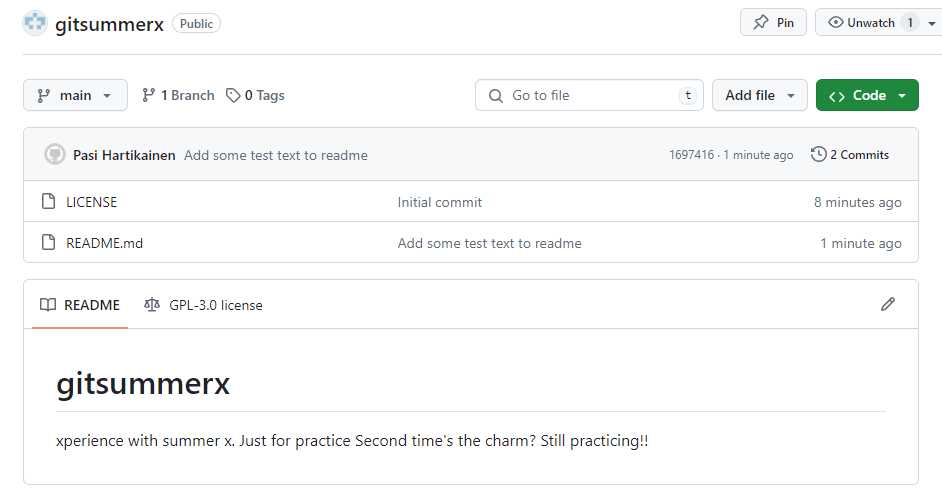 gitsummerx Public Pin Unwatch 1
main 1 Branch 0 Tags Go to file t Add file Code
Pasi Hartikainen Add some test text to readme 1697416 · 1 minute ago 2 Commits
LICENSE Initial commit 8 minutes ago
README.md Add some test text to readme 1 minute ago
README GPL-3.0 license
gitsummerx
xperience with summer x. Just for practice Second time's the charm? Still practicing!!